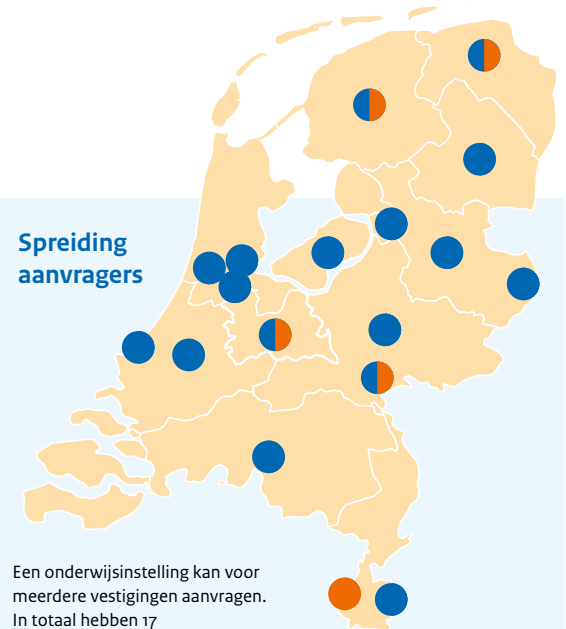 Spreiding
aanvragers
Een onderwijsinstelling kan voor
meerdere vestigingen aanvragen.
In totaal hebben 17